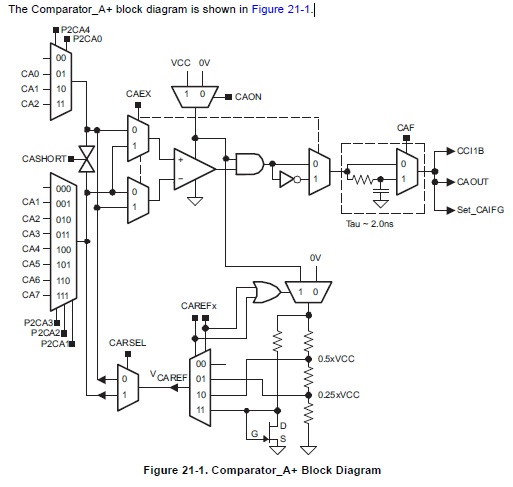 The Comparator_A+ block diagram is shown in Figure 21-1.
P2CA4
P2CA0
VCC 0V
00
CA0 01
CA1 10
CA2 11
CAEX
1 0
CAON
0
1
CASHORT
0
1
+
−
0
1
CAF
0
1
CCI1B
CAOUT
Set_CAIFG
Tau ~ 2.0ns
000
CA1 001
CA2 010
CA3 011
CA4 100
CA5 101
CA6 110
CA7 111
P2CA3
P2CA2
P2CA1
0V
1 0
CAREFx
CARSEL
0
1
VCAREF
00
01
10
11
0.5xVCC
0.25xVCC
D
G
S
Figure 21-1. Comparator_A+ Block Diagram